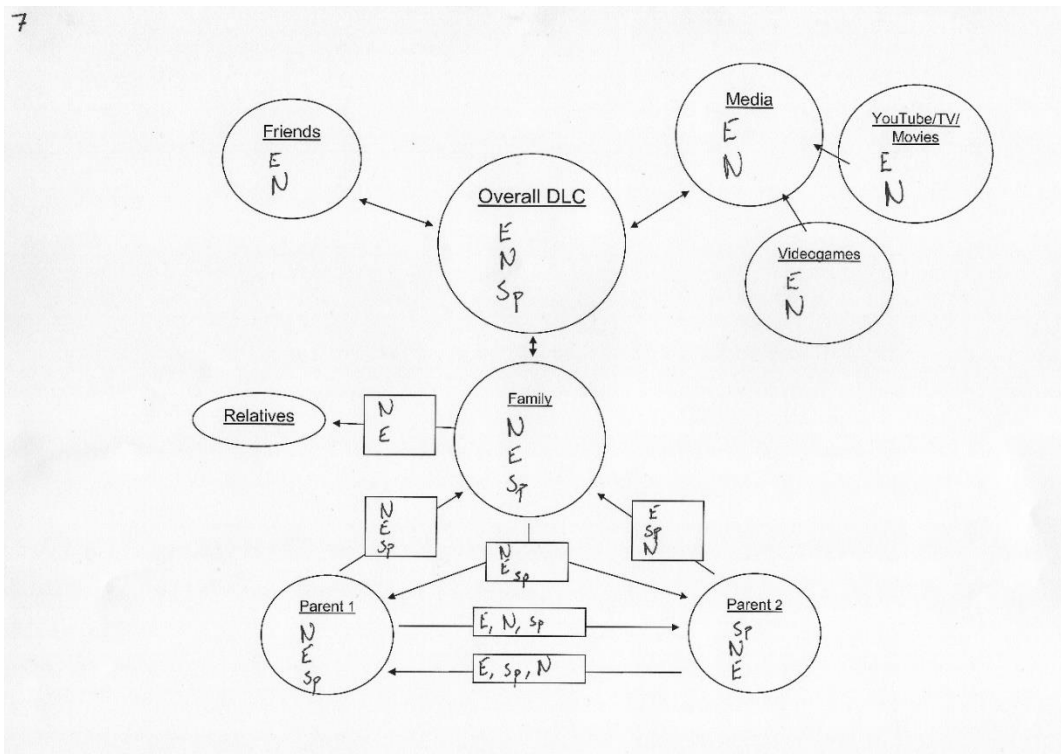 7
Friends
E
N
Overall DLC
E
N
Sp
Media
E
N
YouTube/TV/
Movies
E
N
Videogames
E
N
Relatives
N
E
Family
N
E
Sp
N
E
Sp
N
E
Sp
E
Sp
N
Parent 1
N
E
Sp
E, N, Sp
E, Sp, N
Parent 2
Sp
N
E